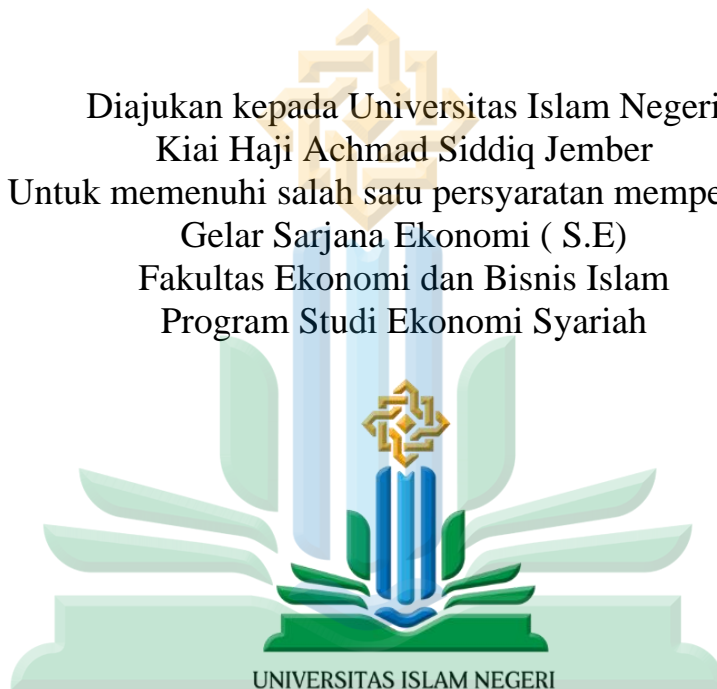 Diajukan kepada Universitas Islam Negeri
Kiai Haji Achmad Siddiq Jember
Untuk memenuhi salah satu persyaratan
Gelar Sarjana Ekonomi ( S.E)
Fakultas Ekonomi dan Bisnis Islam
Program Studi Ekonomi Syariah
UNIVERSITAS ISLAM NEGERI